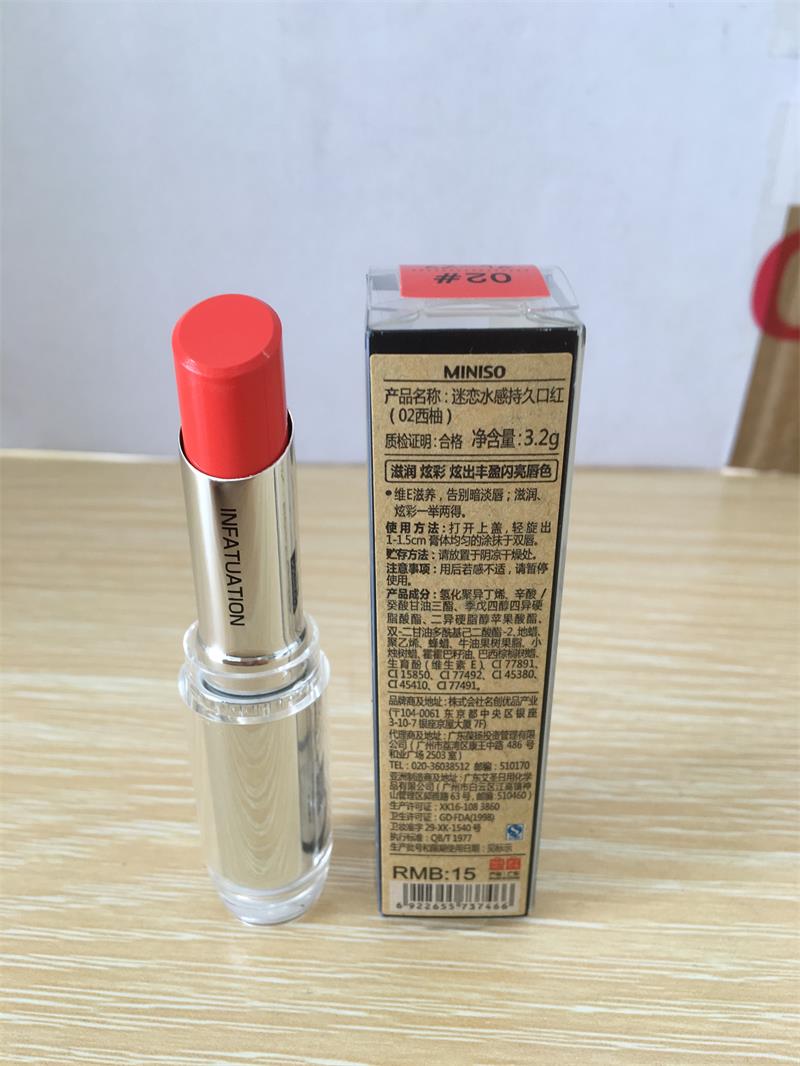 INFATUATION
02#
MINISO
产品名称：迷恋水感持久口红
（02西柚）
质检证明：合格 净含量：3.2g
滋润 炫彩 炫出丰盈闪亮唇色
•维E滋养，告别暗淡唇；滋润、
炫彩一举两得。
使用方法：打开上盖，轻旋出
1-1.5cm 膏体均匀的涂抹于双唇。
贮存方法：请放置于阴凉干燥处。
注意事项：用后若感不适，请暂停
使用。
产品成分：氢化聚异丁烯、辛酸/
癸酸甘油三酯、季戊四醇四异硬
脂酸酯、二异硬脂醇苹果酸酯、
双-二甘油多酰基己二酸酯-2、地蜡、
聚乙烯、蜂蜡、牛油果树果脂、小
烛树蜡、霍霍巴籽油、巴西棕榈树蜡、
生育酚（维生素 E）、CI 77891、
CI 15850、CI 77492、CI 45380、
CI 45410、CI 77491。
品牌商及地址：株式会社名创优品产业
(〒104-0061 东京都中央区银座
3-10-7 银座京屋大厦 7F)
代理商及地址：广东葆扬投资管理有限
公司（广州市荔湾区康王中路 486 号
和业广场 2503 室）
TEL：020-36038512 邮编：510170
亚洲制造商及地址：广东艾圣日用化学
品有限公司（广州市白云区江高镇神
山管理区郭西路 63 号，邮编：510460）
生产许可证：XK16-108 3860
卫生许可证：GD·FDA(1998)
卫妆准字 29-XK-1540 号
执行标准：QB/T 1977
生产批号和限期使用日期：见标示
RMB:15
6 922655 737466